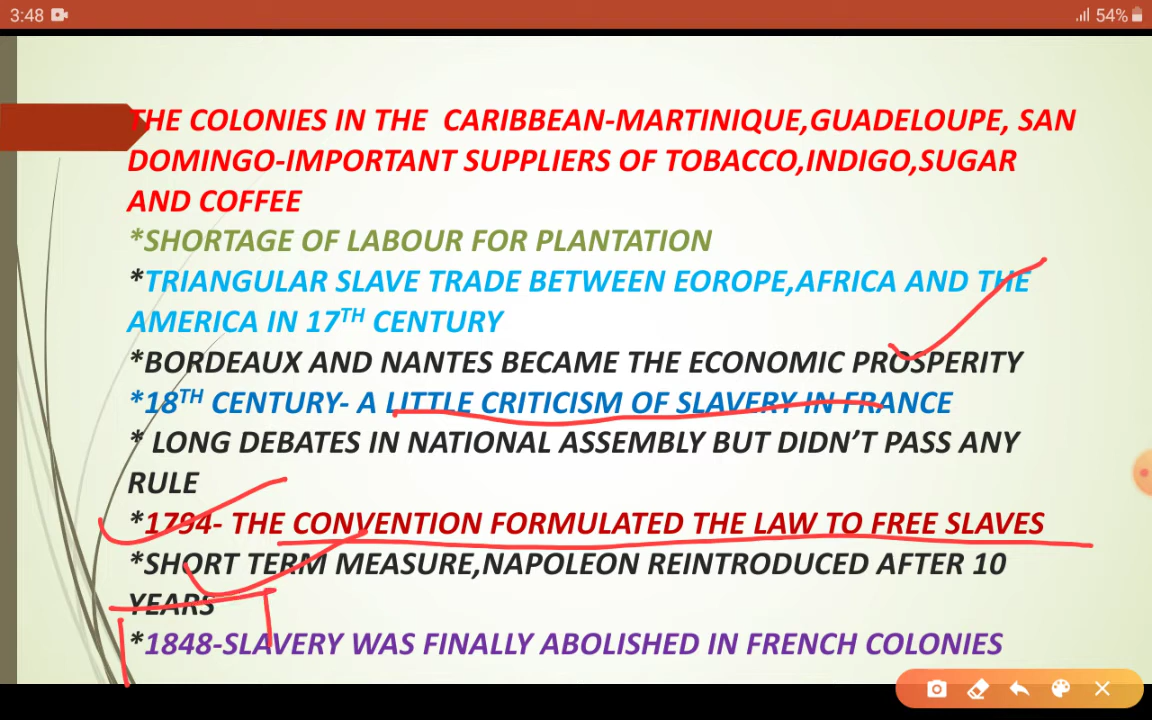 3:48
54%
THE COLONIES IN THE CARIBBEAN-MARTINIQUE,GUADELOUPE, SAN
DOMINGO-IMPORTANT SUPPLIERS OF TOBACCO,INDIGO,SUGAR
AND COFFEE
*SHORTAGE OF LABOUR FOR PLANTATION
*TRIANGULAR SLAVE TRADE BETWEEN EOROPE,AFRICA AND THE
AMERICA IN 17TH CENTURY
*BORDEAUX AND NANTES BECAME THE ECONOMIC PROSPERITY
*18TH CENTURY- A LITTLE CRITICISM OF SLAVERY IN FRANCE
* LONG DEBATES IN NATIONAL ASSEMBLY BUT DIDN’T PASS ANY
RULE
*1794- THE CONVENTION FORMULATED THE LAW TO FREE SLAVES
*SHORT TERM MEASURE,NAPOLEON REINTRODUCED AFTER 10
YEARS
*1848-SLAVERY WAS FINALLY ABOLISHED IN FRENCH COLONIES